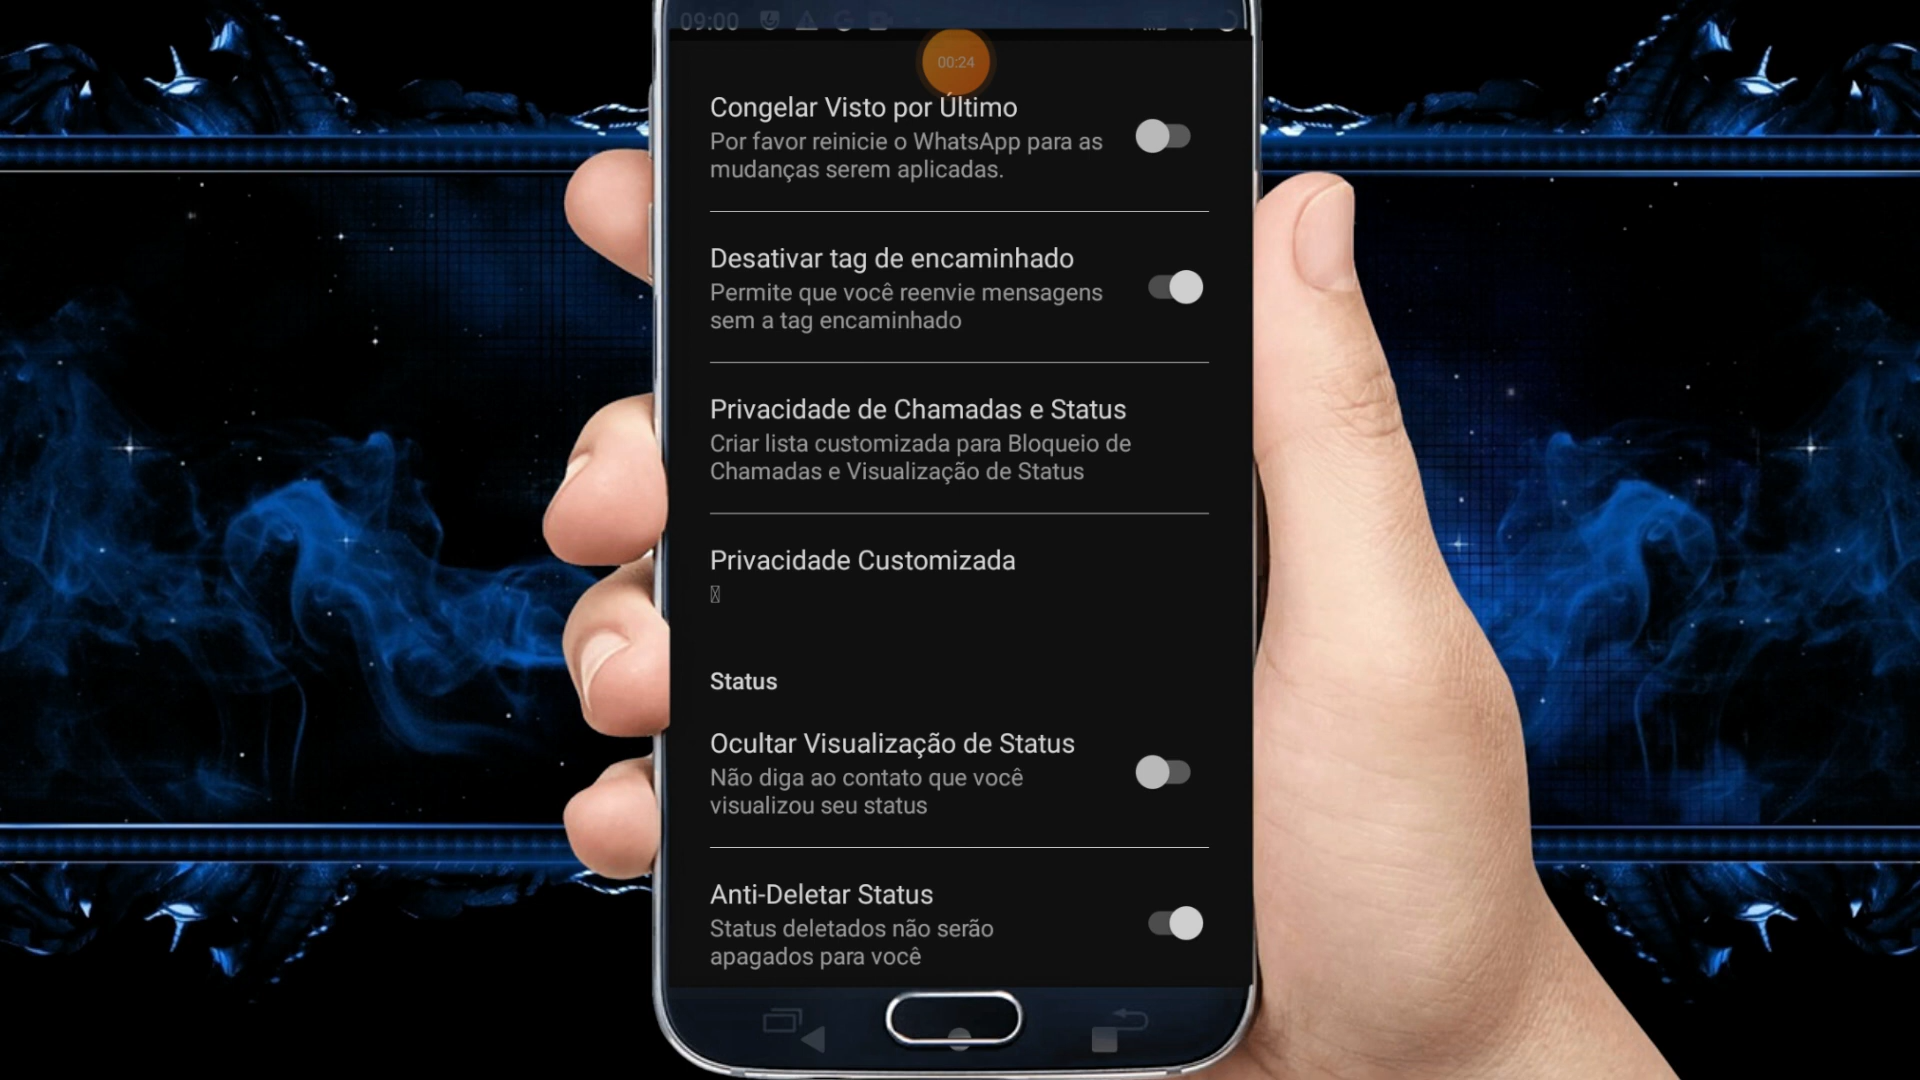 09:00
00:24
Congelar Visto por Último
Por favor reinicie o WhatsApp para as
mudanças serem aplicadas.
Desativar tag de encaminhado
Permite que você reenvie mensagens
sem a tag encaminhado
Privacidade de Chamadas e Status
Criar lista customizada para Bloqueio de
Chamadas e Visualização de Status
Privacidade Customizada
Status
Ocultar Visualização de Status
Não diga ao contato que você
visualizou seu status
Anti-Deletar Status
Status deletados não serão
apagados para você